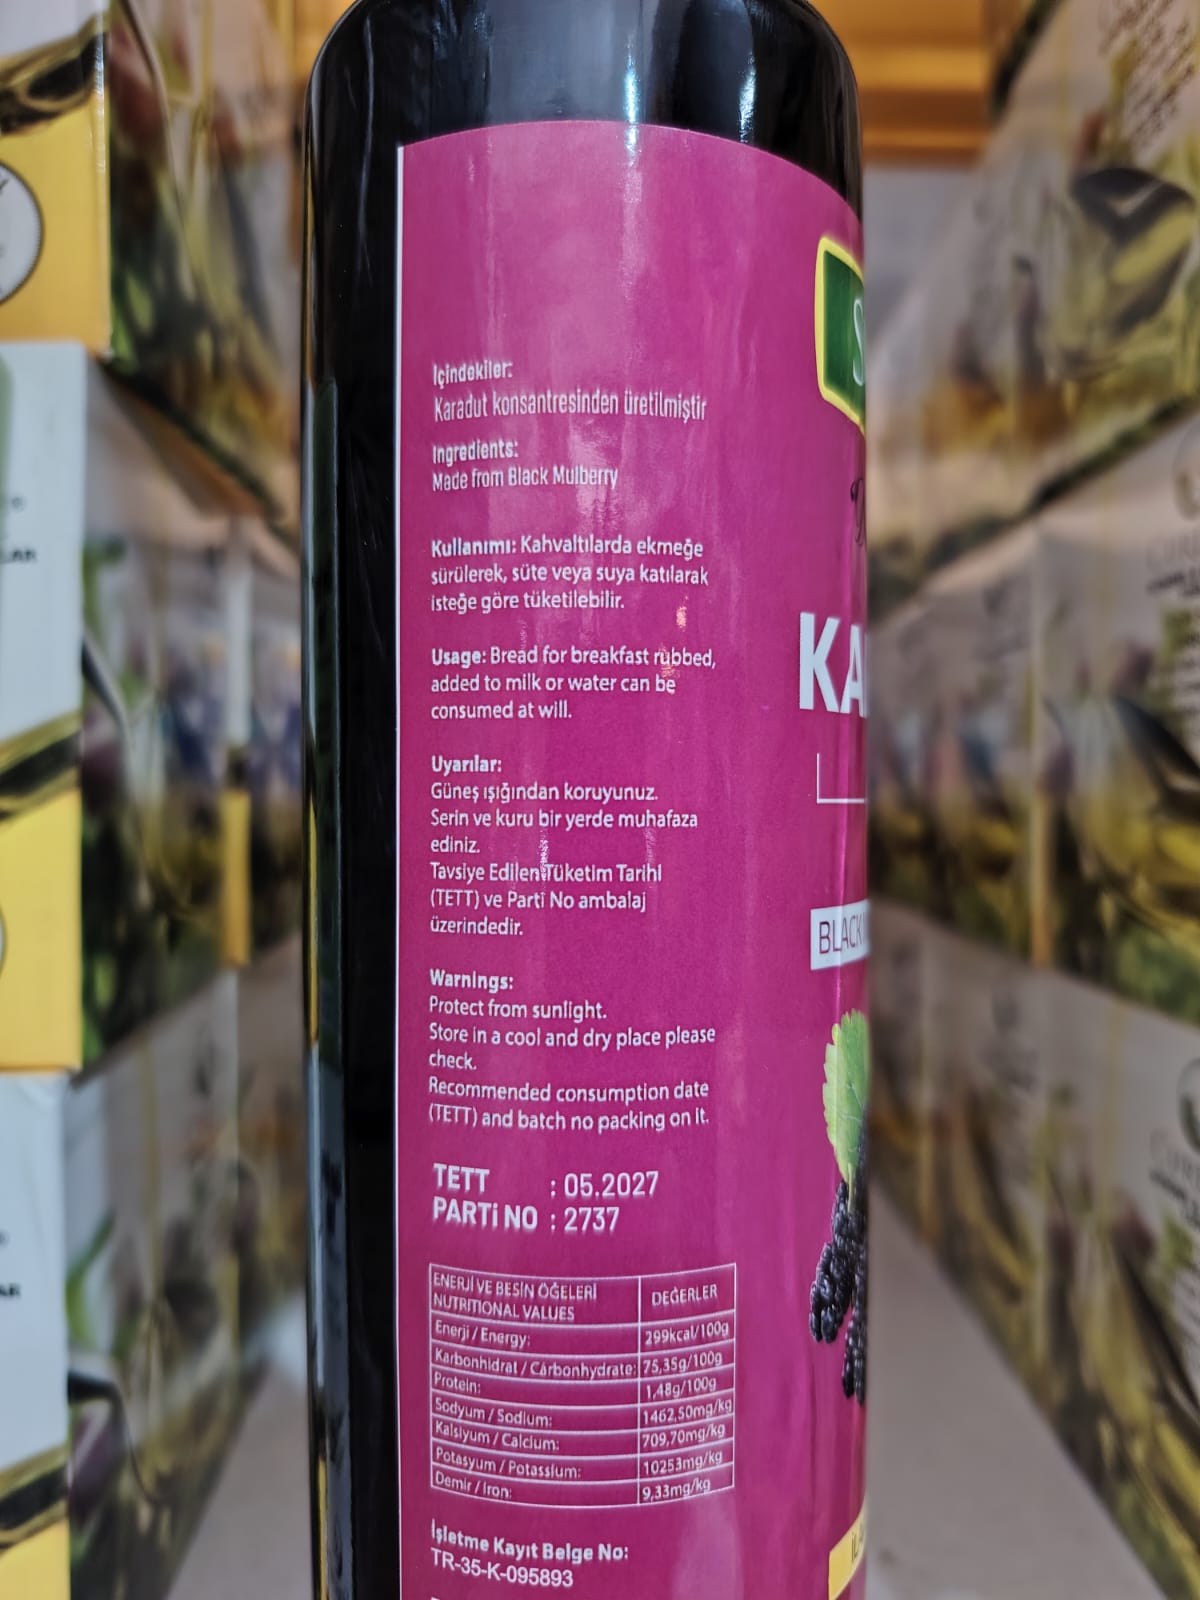 İçindekiler:
Karadut konsantresinden üretilmiştir
Ingredients:
Made from Black Mulberry
Kullanımı: Kahvaltılarda ekmeğe
sürülerek, süte veya suya katılarak
isteğe göre tüketilebilir.
Usage: Bread for breakfast rubbed,
added to milk or water can be
consumed at will.
Uyarılar:
Güneş ışığından koruyunuz.
Serin ve kuru bir yerde muhafaza
ediniz.
Tavsiye Edilen Tüketim Tarihi
(TETT) ve Parti No ambalaj
üzerindedir.
Warnings:
Protect from sunlight.
Store in a cool and dry place please
check.
Recommended consumption date
(TETT) and batch no packing on it.
TETT : 05.2027
PARTİ NO : 2737
ENERJİ VE BESİN ÖĞELERİ
NUTRITIONAL VALUES
DEĞERLER
Enerji / Energy: 299kcal/100g
Karbonhidrat / Carbonhydrate: 75,35g/100g
Protein: 1,48g/100g
Sodyum / Sodium: 1462,50mg/kg
Kalsiyum / Calcium: 709,70mg/kg
Potasyum / Potassium: 10253mg/kg
Demir / Iron: 9,33mg/kg
İşletme Kayıt Belge No:
TR-35-K-095893
KA
BLACK